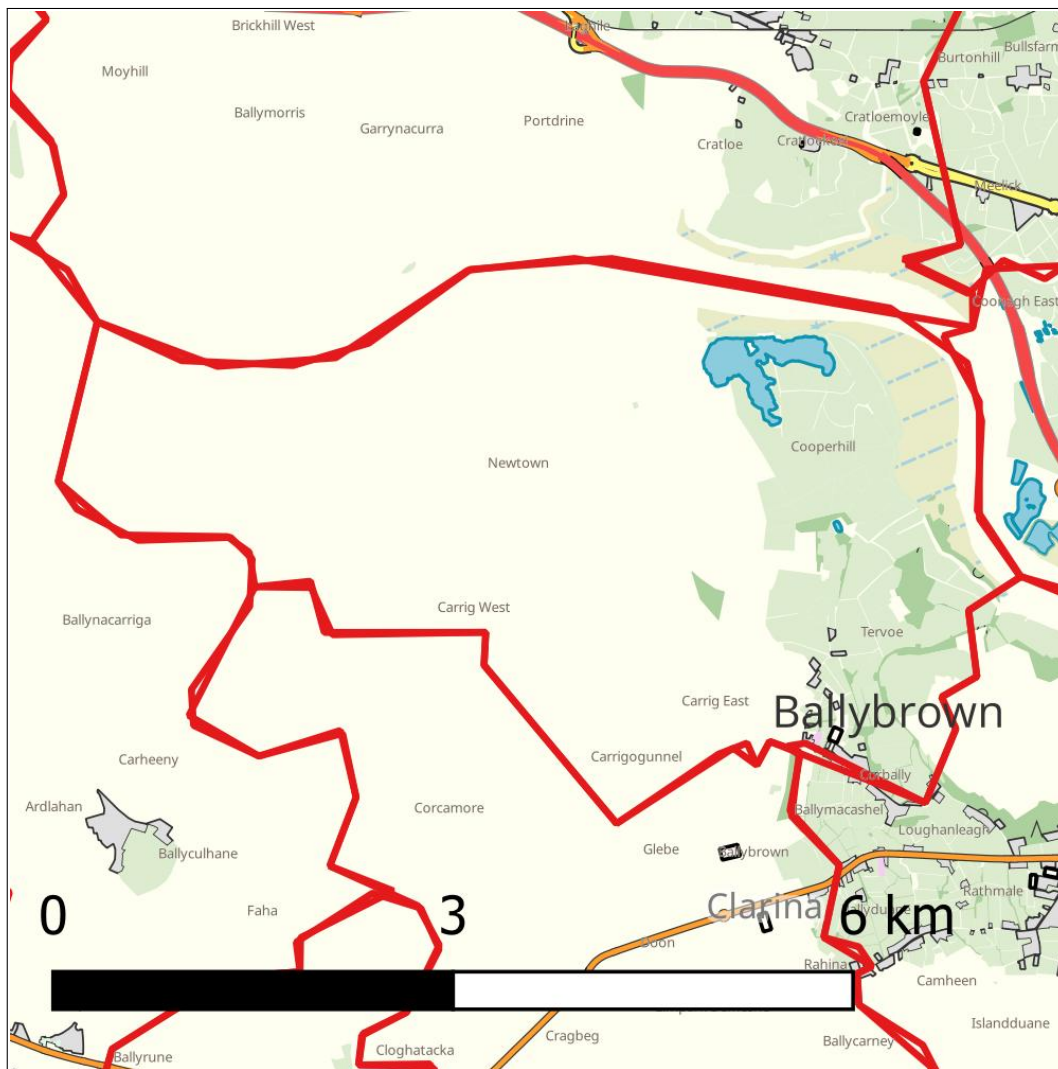 Brickhill West
Burtonhill
Moyhill
Ballymorris
Garrynacurra
Portdrine
Cratloemoyle
Cratloe
Meelick
Coonagh East
Cooperhill
Newtown
Carrig West
Ballynacarriga
Tervoe
Carrig East
Ballybrown
Carrigogunnel
Carheeny
Corbally
Ardlahan
Corcamore
Ballymacashel
Loughanleagh
Ballyculhane
Glebe
Ballybrown
Rathmale
Faha
Clarina
0
3
6 km
Rahina
Camheen
Islandduane
Cragbeg
Ballycarney
Ballyrune
Cloghatacka